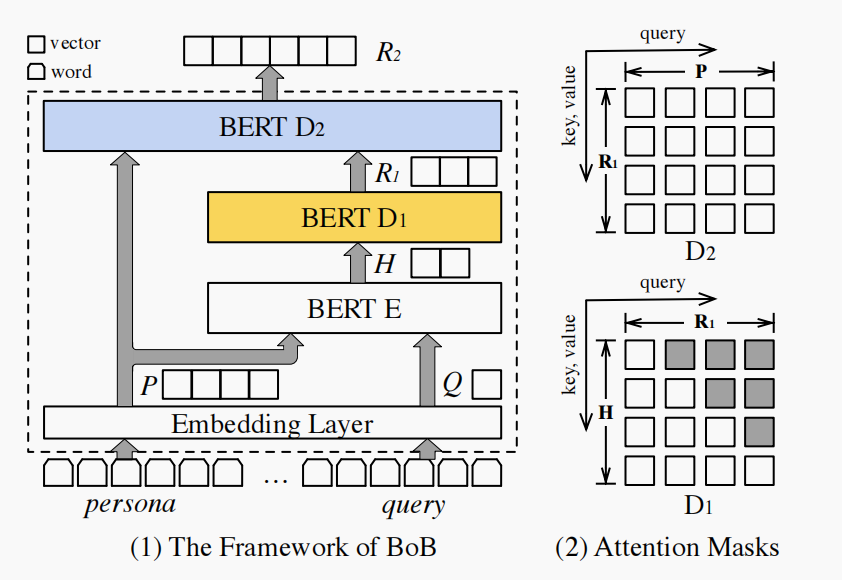 vector
word
R2
BERT D2
R1
BERT D1
H
BERT E
P
Q
Embedding Layer
...
persona
query
(1) The Framework of BoB
query
P
key, value
R1
D2
query
R1
key, value
H
D1
(2) Attention Masks